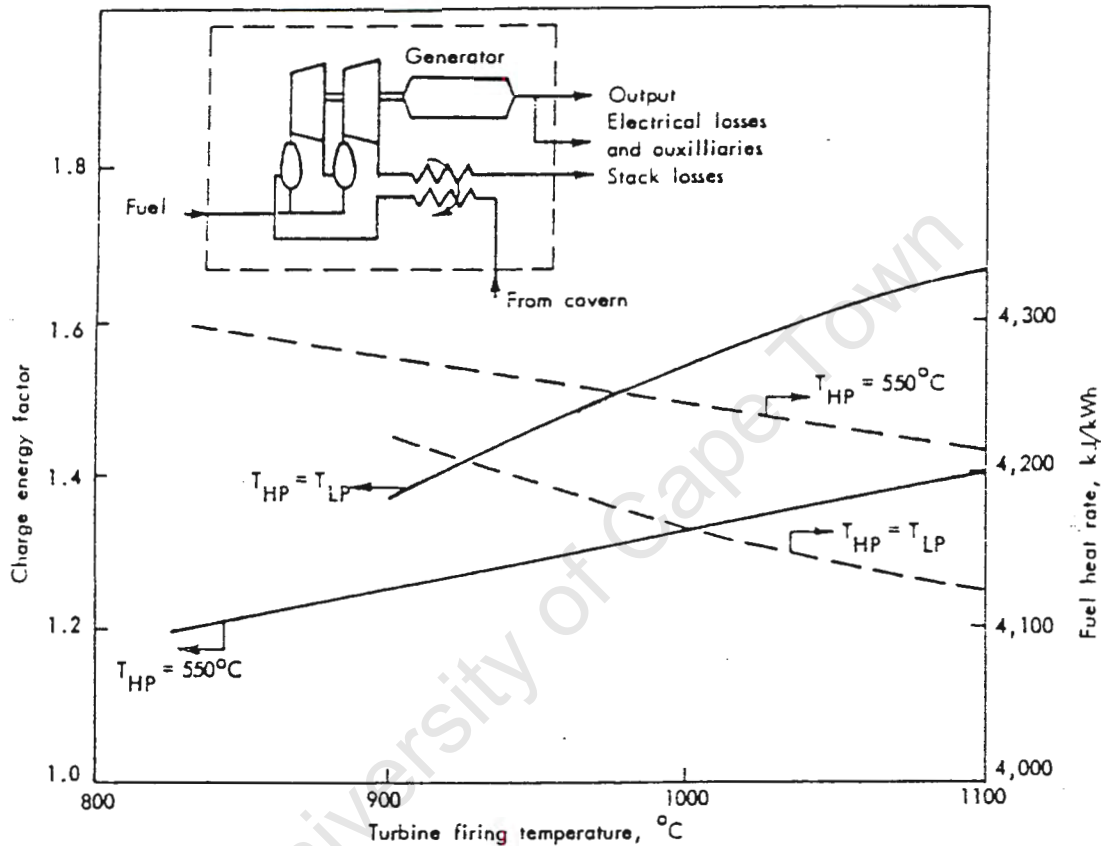 Generator
Output
Electrical losses
and auxilliaries
Stack losses
Fuel
From cavern
Charge energy factor
1.8
1.6
1.4
1.2
1.0
T_HP = 550°C
T_HP = T_LP
T_HP = T_LP
T_HP = 550°C
4,300
4,200
4,100
4,000
Fuel heat rate, kJ/kWh
800
900
1000
1100
Turbine firing temperature, °C
University of Cape Town